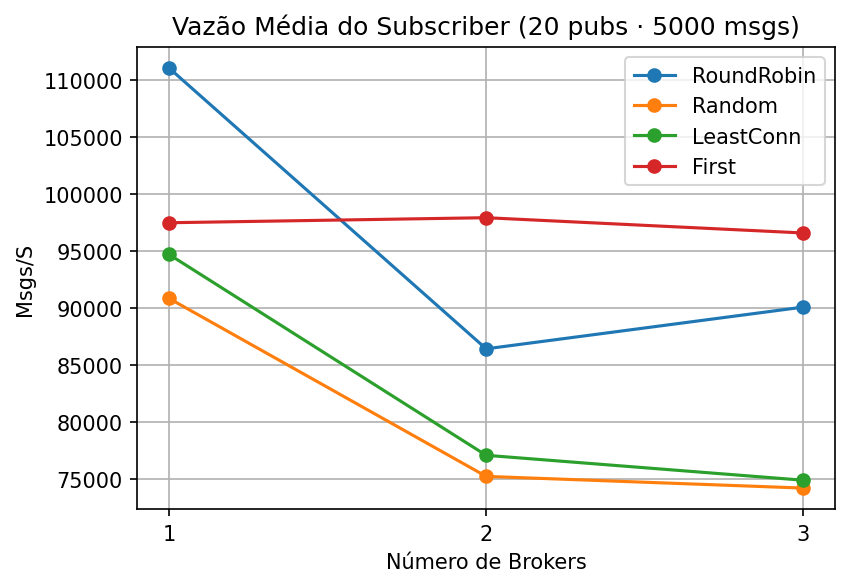 Vazão Média do Subscriber (20 pubs · 5000 msgs)
110000
105000
100000
95000
90000
85000
80000
75000
Msgs/S
RoundRobin
Random
LeastConn
First
1
2
3
Número de Brokers